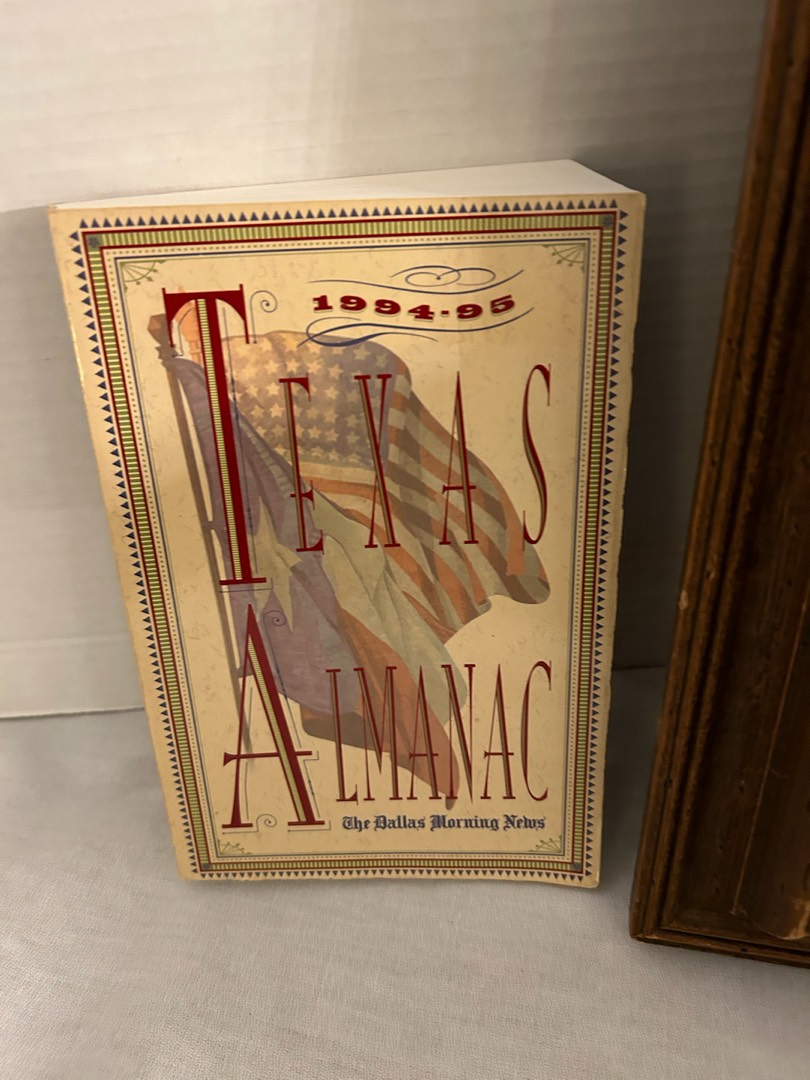 1994-95
TEXAS
ALMANAC
The Dallas Morning News